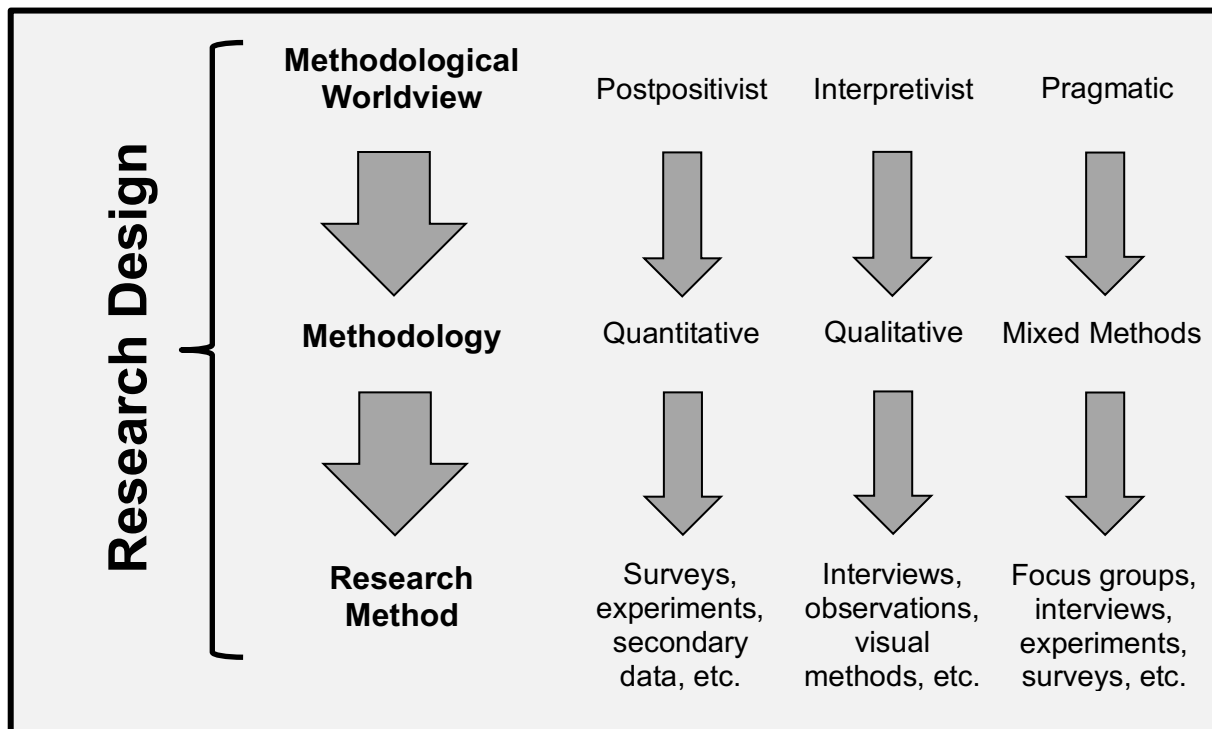 Research Design
Methodological
Worldview
Postpositivist
Interpretivist
Pragmatic
Methodology
Quantitative
Qualitative
Mixed Methods
Research
Method
Surveys,
experiments,
secondary
data, etc.
Interviews,
observations,
visual
methods, etc.
Focus groups,
interviews,
experiments,
surveys, etc.